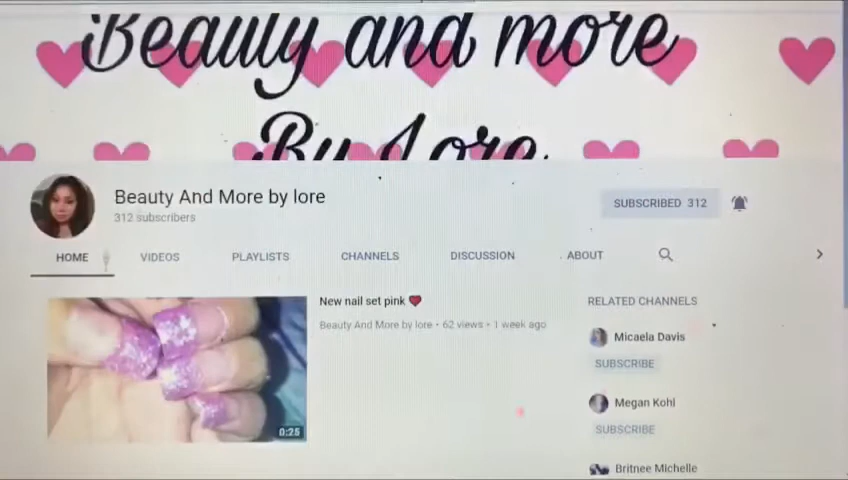 Beauty and more
By Lore.
Beauty And More by lore
312 subscribers
SUBSCRIBED 312
HOME
VIDEOS
PLAYLISTS
CHANNELS
DISCUSSION
ABOUT
New nail set pink
Beauty And More by lore • 62 views • 1 week ago
0:25
RELATED CHANNELS
Micaela Davis
SUBSCRIBE
Megan Kohl
SUBSCRIBE
Britnee Michelle